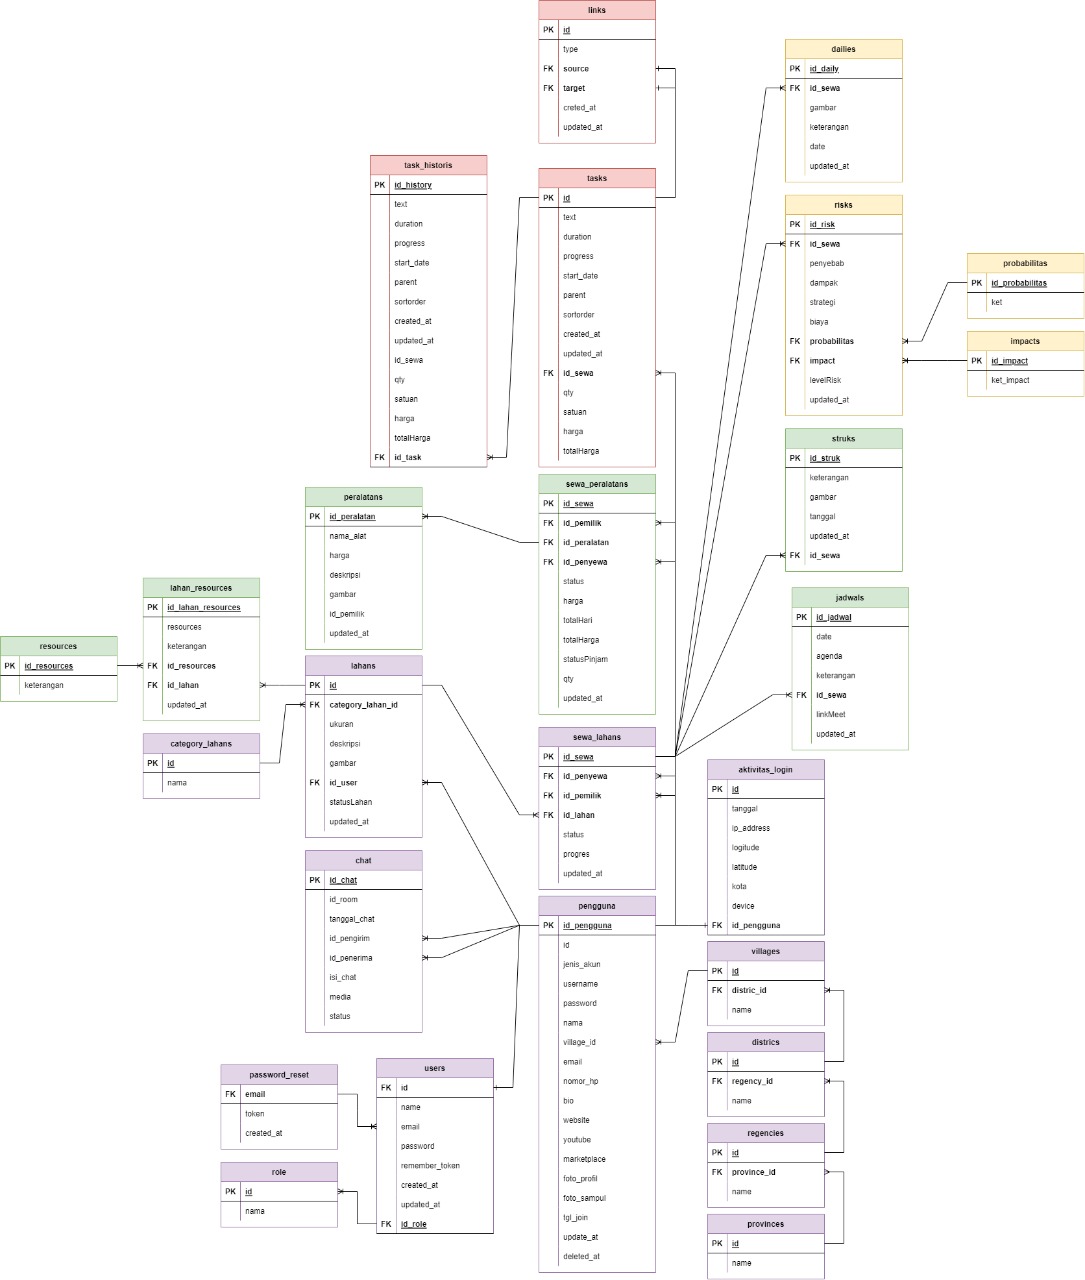 links
PK id
type
FK source
FK target
creted_at
updated_at
dailies
PK id_daily
FK id_sewa
gambar
keterangan
date
updated_at
task_historis
PK id_history
text
duration
progress
start_date
parent
sortorder
created_at
updated_at
id_sewa
qty
satuan
harga
totalHarga
FK id_task
tasks
PK id
text
duration
progress
start_date
parent
sortorder
created_at
updated_at
FK id_sewa
qty
satuan
harga
totalHarga
risks
PK id_risk
FK id_sewa
penyebab
dampak
strategi
biaya
FK probabilitas
FK impact
levelRisk
updated_at
probabilitas
PK id_probabilitas
ket
impacts
PK id_impact
ket_impact
struks
PK id_struk
keterangan
gambar
tanggal
updated_at
FK id_sewa
peralatans
PK id_peralatan
nama_alat
harga
deskripsi
gambar
id_pemilik
updated_at
sewa_peralatans
PK id_sewa
FK id_pemilik
FK id_peralatan
FK id_penyewa
status
harga
totalHari
totalHarga
statusPinjam
qty
updated_at
lahan_resources
PK id_lahan_resources
resources
keterangan
FK id_resources
FK id_lahan
updated_at
resources
PK id_resources
keterangan
jadwals
PK id_jadwal
date
agenda
keterangan
FK id_sewa
linkMeet
updated_at
lahans
PK id
FK category_lahan_id
ukuran
deskripsi
gambar
FK id_user
statusLahan
updated_at
category_lahans
PK id
nama
sewa_lahans
PK id_sewa
FK id_penyewa
FK id_pemilik
FK id_lahan
status
progres
updated_at
aktivitas_login
PK id
tanggal
ip_address
logitude
latitude
kota
device
FK id_pengguna
chat
PK id_chat
id_room
tanggal_chat
id_pengirim
id_penerima
isi_chat
media
status
pengguna
PK id_pengguna
id
jenis_akun
username
password
nama
village_id
email
nomor_hp
bio
website
youtube
marketplace
foto_profil
foto_sampul
tgl_join
update_at
deleted_at
villages
PK id
FK distric_id
name
districs
PK id
FK regency_id
name
regencies
PK id
FK province_id
name
provinces
PK id
name
password_reset
FK email
token
created_at
users
FK id
name
email
password
remember_token
created_at
updated_at
FK id_role
role
PK id
nama